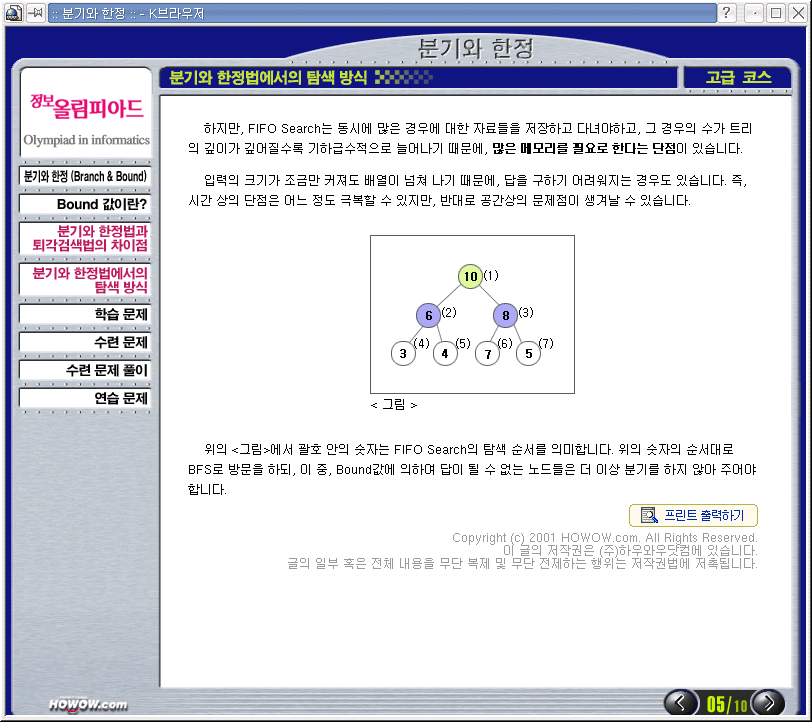 :: 분기와 한정 :: - K브라우저
분기와 한정
정보올림피아드
Olympiad in informatics
분기와 한정 (Branch & Bound)
Bound 값이란?
분기와 한정법과
퇴각검색법의 차이점
분기와 한정법에서의
탐색 방식
학습 문제
수련 문제
수련 문제 풀이
연습 문제
HOWOW.com
분기와 한정법에서의 탐색 방식
고급 코스
하지만, FIFO Search는 동시에 많은 경우에 대한 자료들을 저장하고 다녀야하고, 그 경우의 수가 트리
의 깊이가 깊어질수록 기하급수적으로 늘어나기 때문에, 많은 메모리를 필요로 한다는 단점이 있습니다.
입력의 크기가 조금만 커져도 배열이 넘쳐 나기 때문에, 답을 구하기 어려워지는 경우도 있습니다. 즉,
시간 상의 단점은 어느 정도 극복할 수 있지만, 반대로 공간상의 문제점이 생겨날 수 있습니다.
10 (1)
6 (2) 8 (3)
3 (4) 4 (5) 7 (6) 5 (7)
< 그림 >
위의 <그림>에서 괄호 안의 숫자는 FIFO Search의 탐색 순서를 의미합니다. 위의 숫자의 순서대로
BFS로 방문을 하되, 이 중, Bound값에 의하여 답이 될 수 없는 노드들은 더 이상 분기를 하지 않아 주어야
합니다.
프린트 출력하기
Copyright (c) 2001 HOWOW.com. All Rights Reserved.
이 글의 저작권은 (주)하우와우닷컴에 있습니다.
글의 일부 혹은 전체 내용을 무단 복제 및 무단 전제하는 행위는 저작권법에 저촉됩니다.
05/10